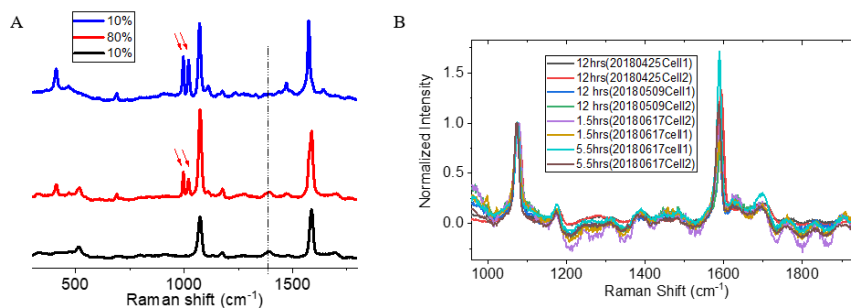 A
10%
80%
10%
500
1000
1500
Raman shift (cm⁻¹)
B
Normalized Intensity
1.5
1.0
0.5
0.0
12hrs(20180425Cell1)
12hrs(20180425Cell2)
12 hrs(20180509Cell1)
12 hrs(20180509Cell2)
1.5hrs(20180617Cell2)
1.5hrs(20180617cell1)
5.5hrs(20180617cell1)
5.5hrs(20180617Cell2)
1000
1200
1400
1600
1800
Raman Shift (cm⁻¹)